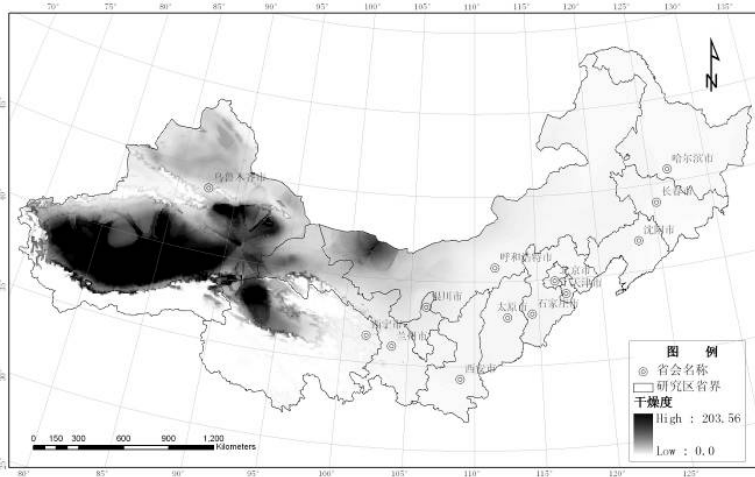 70° 75° 80° 85° 90° 95° 100° 105° 110° 115° 120° 125° 130° 135°
N
哈尔滨市
乌鲁木齐市
长春市
沈阳市
呼和浩特市
北京市
天津市
银川市
太原市
石家庄市
西宁市
兰州市
西安市
图 例
省会名称
研究区省界
干燥度
High : 203.56
Low : 0.0
0 150 300 600 900 1,200
Kilometers
80° 85° 90° 95° 100° 105° 110° 115° 120° 125°